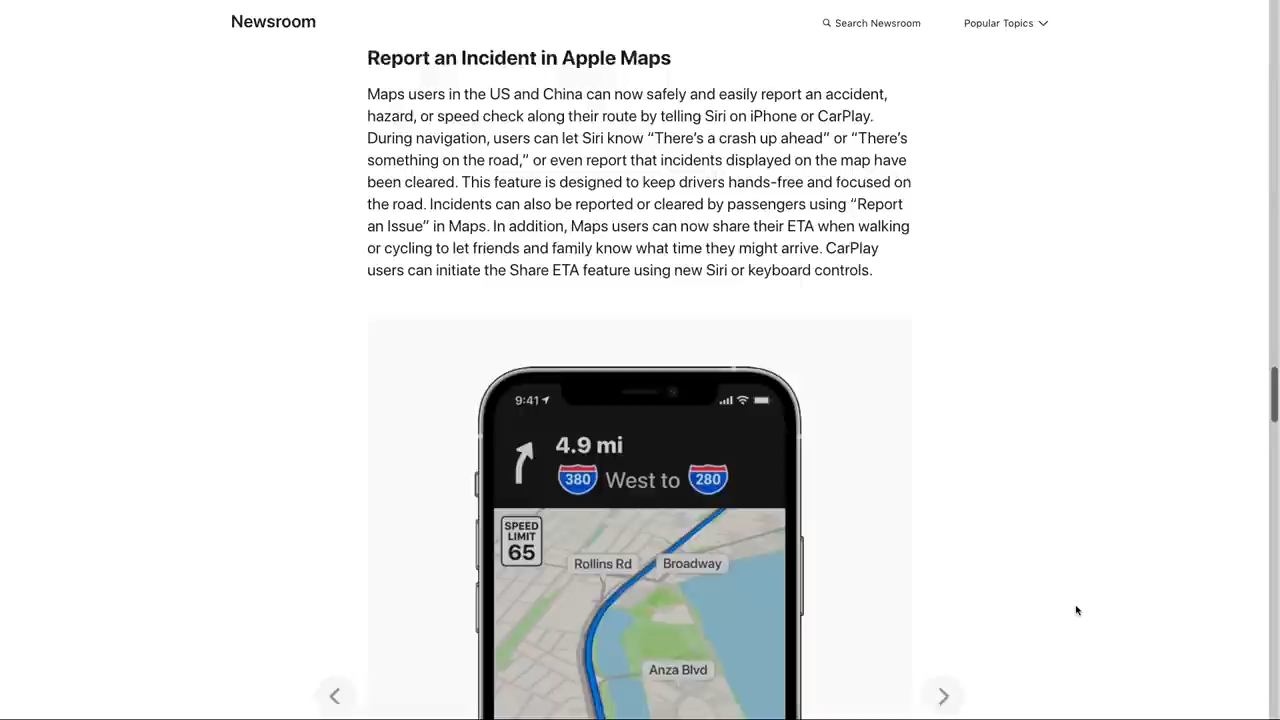 Newsroom
Search Newsroom
Popular Topics
Report an Incident in Apple Maps
Maps users in the US and China can now safely and easily report an accident,
hazard, or speed check along their route by telling Siri on iPhone or CarPlay.
During navigation, users can let Siri know “There’s a crash up ahead” or “There’s
something on the road,” or even report that incidents displayed on the map have
been cleared. This feature is designed to keep drivers hands-free and focused on
the road. Incidents can also be reported or cleared by passengers using “Report
an Issue” in Maps. In addition, Maps users can now share their ETA when walking
or cycling to let friends and family know what time they might arrive. CarPlay
users can initiate the Share ETA feature using new Siri or keyboard controls.
9:41
4.9 mi
380 West to 280
SPEED
LIMIT
65
Rollins Rd
Broadway
Anza Blvd